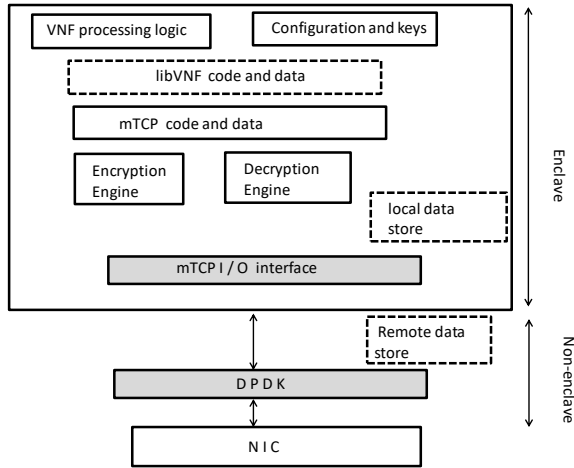 VNF processing logic
Configuration and keys
libVNF code and data
mTCP code and data
Encryption
Engine
Decryption
Engine
local data
store
mTCP I / O interface
Enclave
Remote data
store
D P D K
N I C
Non-enclave